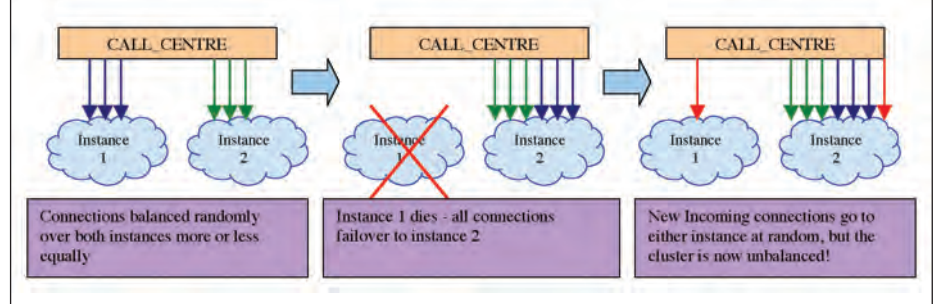 CALL_CENTRE
Instance
1
Instance
2
Connections balanced randomly
over both instances more or less
equally
CALL_CENTRE
Instance
1
Instance
2
Instance 1 dies - all connections
failover to instance 2
CALL_CENTRE
Instance
1
Instance
2
New Incoming connections go to
either instance at random, but the
cluster is now unbalanced!